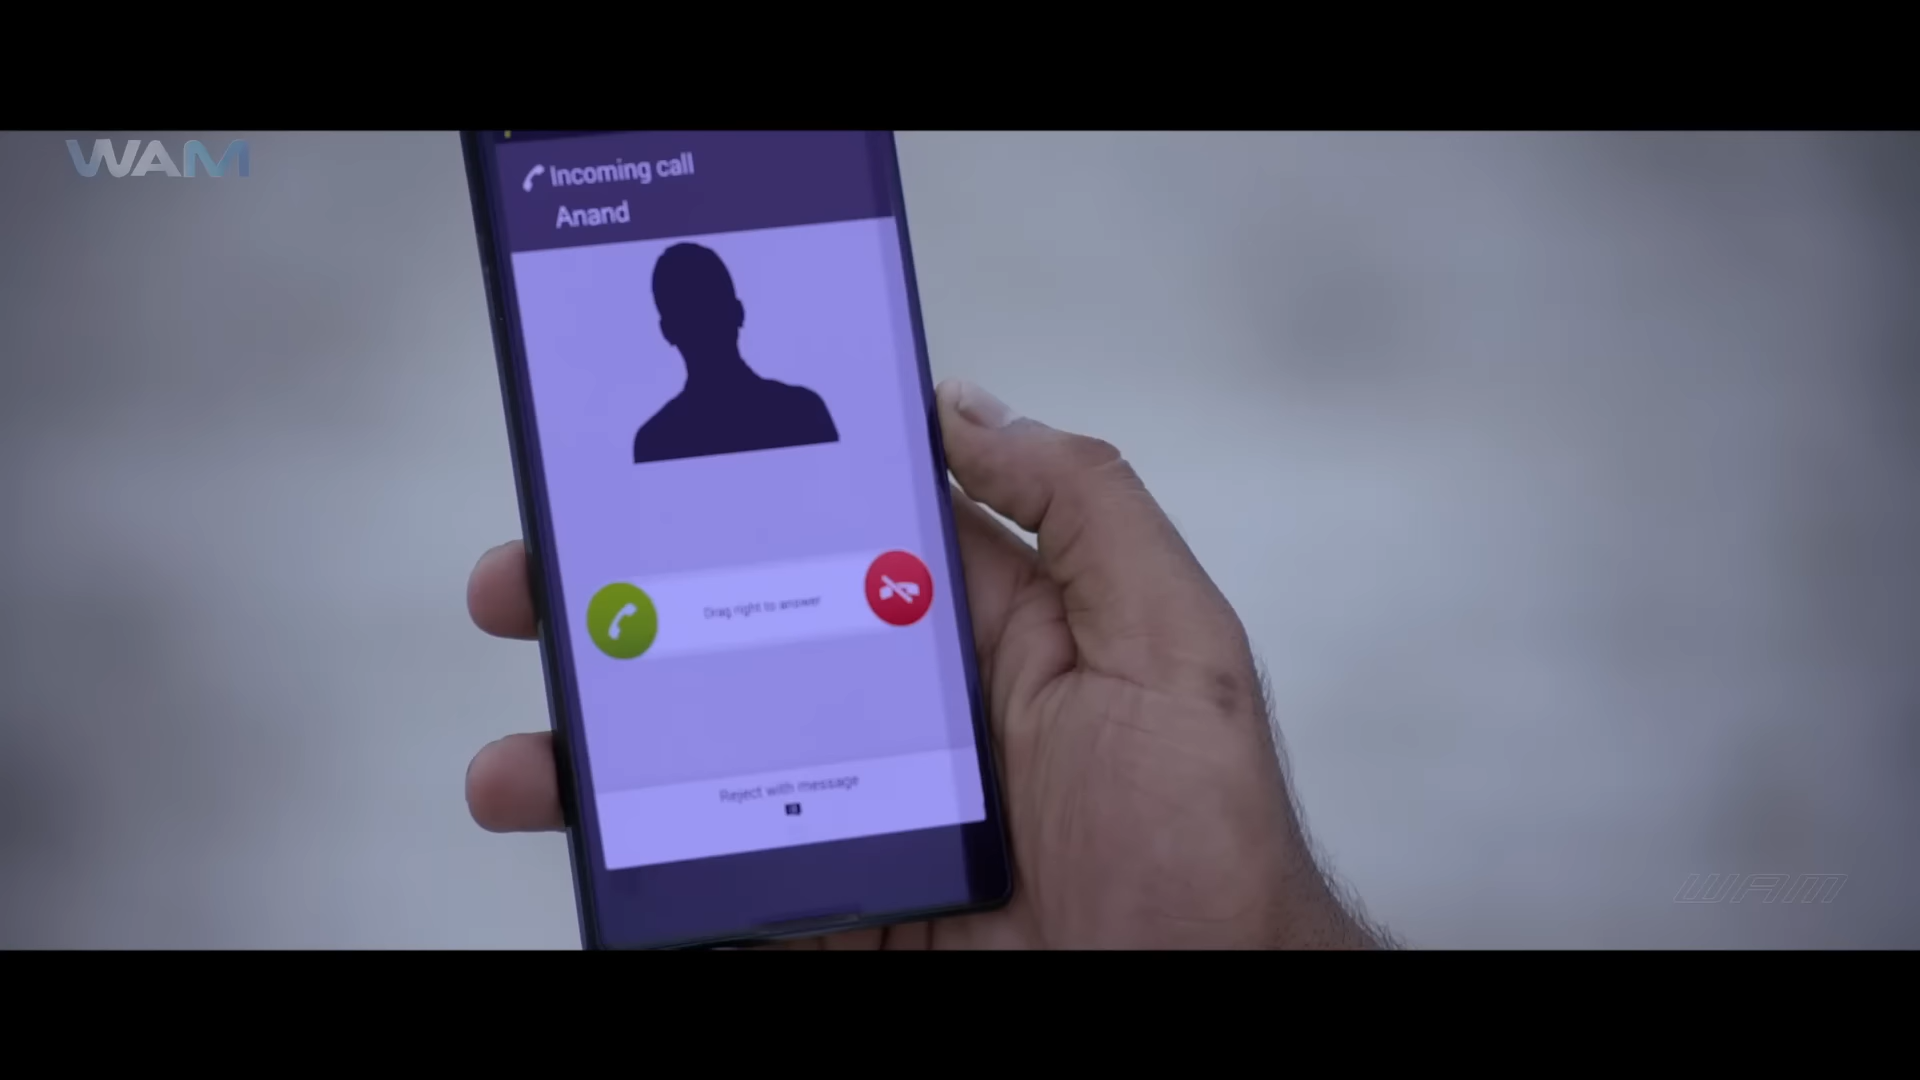 WAM
Incoming call
Anand
Drag right to answer
Reject with message
WAM